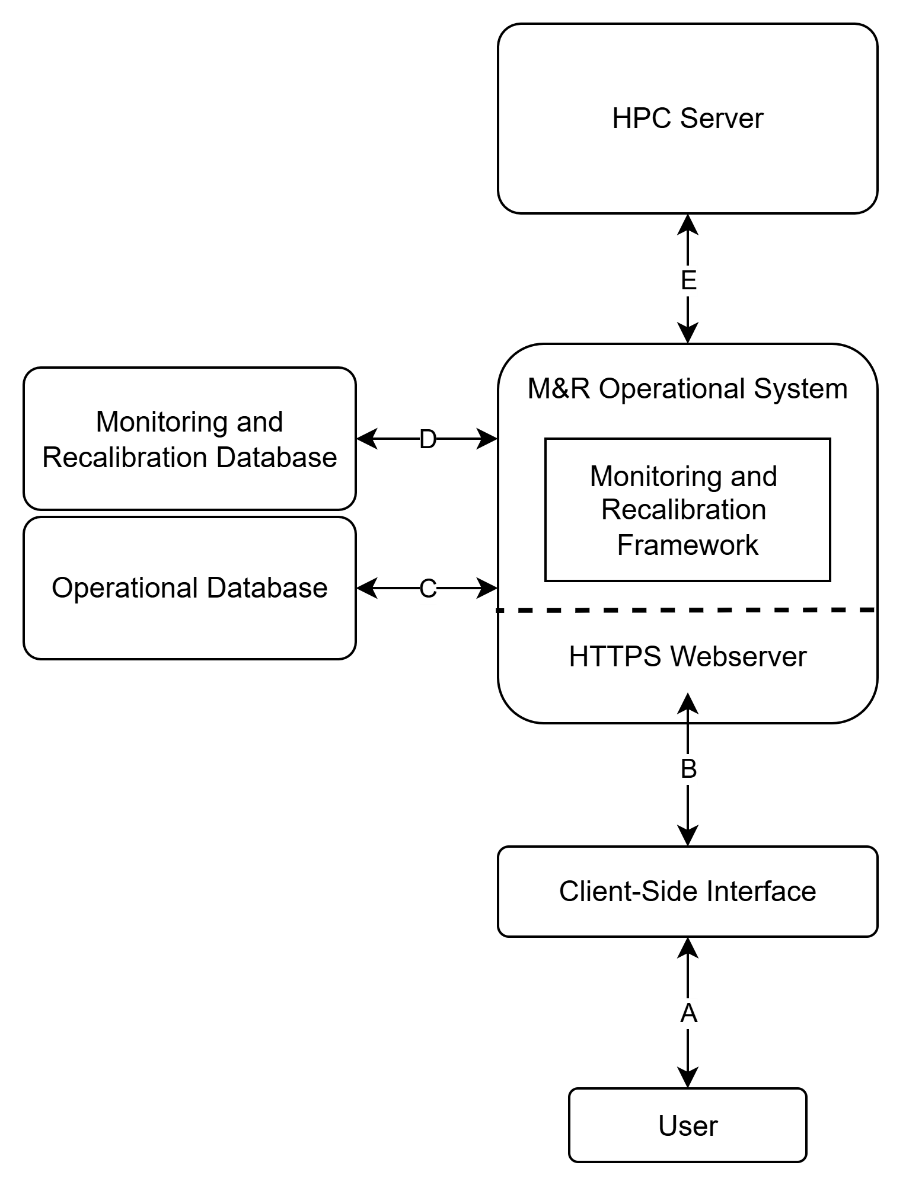 HPC Server
E
M&R Operational System
Monitoring and
Recalibration Database
D
Monitoring and
Recalibration
Framework
Operational Database
C
HTTPS Webserver
B
Client-Side Interface
A
User